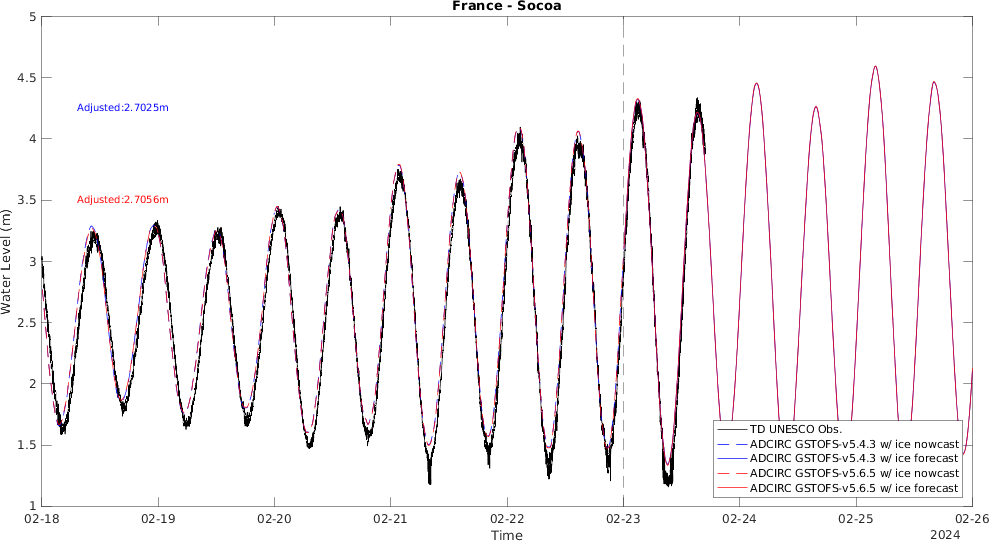 France - Socoa
5
4.5
4
3.5
3
2.5
2
1.5
1
Water Level (m)
Adjusted:2.7025m
Adjusted:2.7056m
TD UNESCO Obs.
ADCIRC GSTOFS-v5.4.3 w/ ice nowcast
ADCIRC GSTOFS-v5.4.3 w/ ice forecast
ADCIRC GSTOFS-v5.6.5 w/ ice nowcast
ADCIRC GSTOFS-v5.6.5 w/ ice forecast
02-18 02-19 02-20 02-21 02-22 02-23 02-24 02-25 02-26
Time
2024